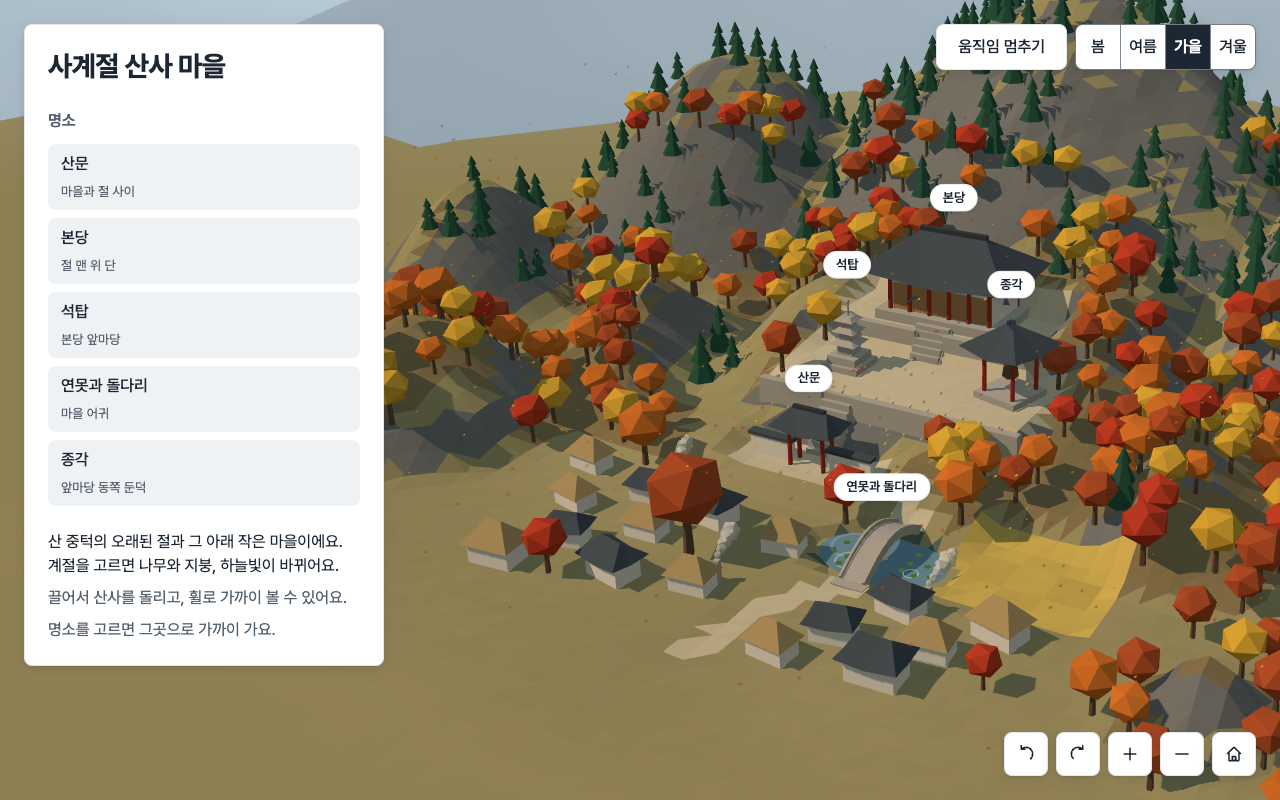 사계절 산사 마을
움직임 멈추기
봄
여름
가을
겨울
명소
산문
마을과 절 사이
본당
절 맨 위 단
석탑
본당 앞마당
연못과 돌다리
마을 어귀
종각
앞마당 동쪽 둔덕
산 중턱의 오래된 절과 그 아래 작은 마을이에요.
계절을 고르면 나무와 지붕, 하늘빛이 바뀌어요.
끌어서 산사를 돌리고, 휠로 가까이 볼 수 있어요.
명소를 고르면 그곳으로 가까이 가요.
본당
석탑
종각
산문
연못과 돌다리